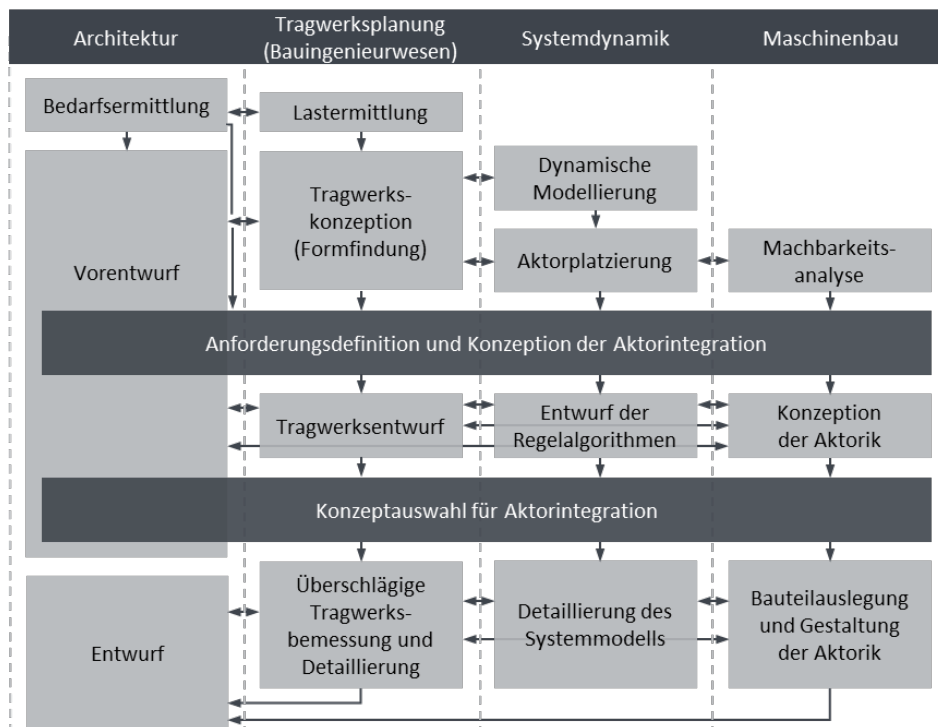 Architektur
Tragwerksplanung
(Bauingenieurwesen)
Systemdynamik
Maschinenbau
Bedarfsermittlung
Lastermittlung
Vorentwurf
Tragwerks-
konzeption
(Formfindung)
Dynamische
Modellierung
Aktorplatzierung
Machbarkeits-
analyse
Anforderungsdefinition und Konzeption der Aktorintegration
Tragwerksentwurf
Entwurf der
Regelalgorithmen
Konzeption
der Aktorik
Konzeptauswahl für Aktorintegration
Entwurf
Überschlägige
Tragwerks-
bemessung und
Detaillierung
Detaillierung des
Systemmodells
Bauteilauslegung
und Gestaltung
der Aktorik